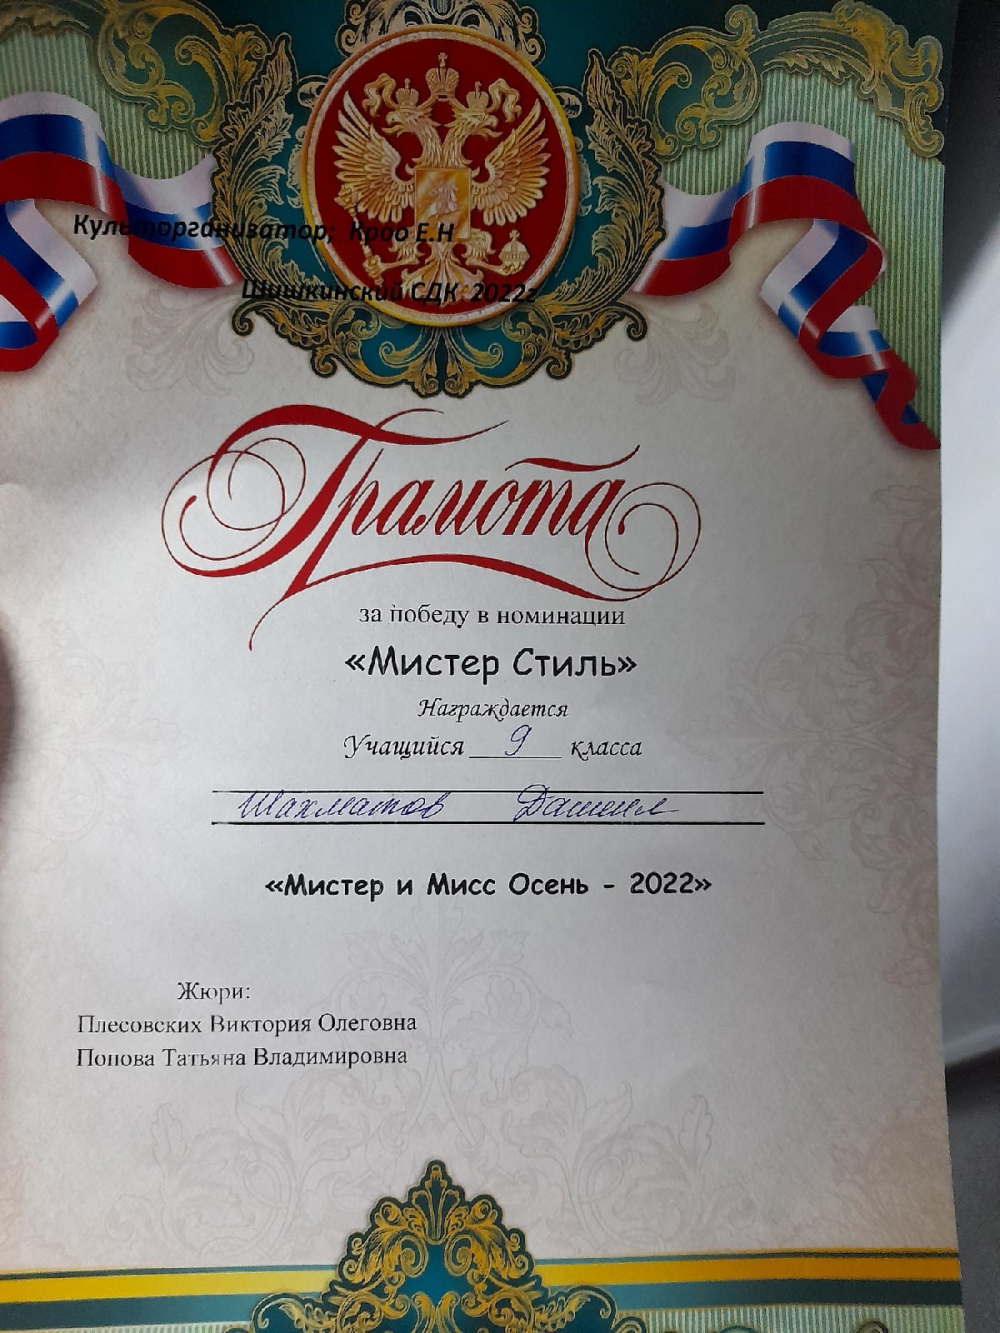 Культорганизатор; Е.Н
Шишкинский СДК 2022г
Грамота
за победу в номинации
«Мистер Стиль»
Награждается
Учащийся 9 класса
Шахматов Даниил
«Мистер и Мисс Осень - 2022»
Жюри:
Плесовских Виктория Олеговна
Попова Татьяна Владимировна